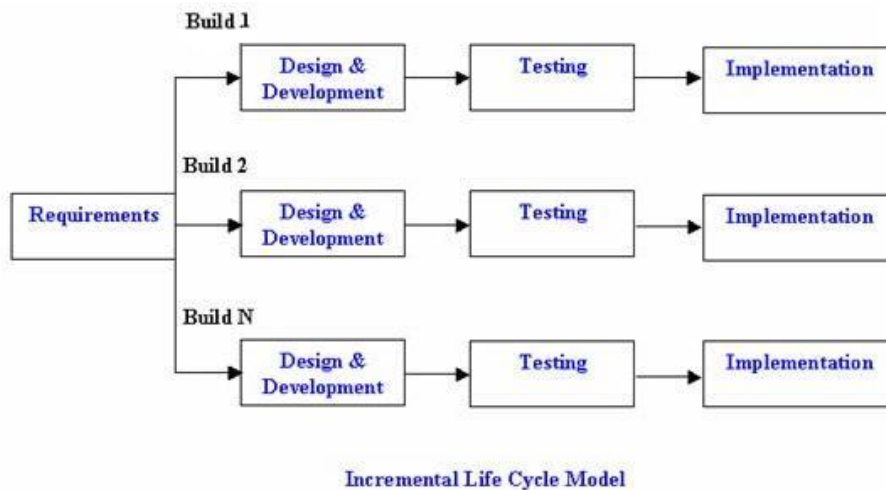 Build 1
Design &
Development
Testing
Implementation
Build 2
Requirements
Design &
Development
Testing
Implementation
Build N
Design &
Development
Testing
Implementation
Incremental Life Cycle Model